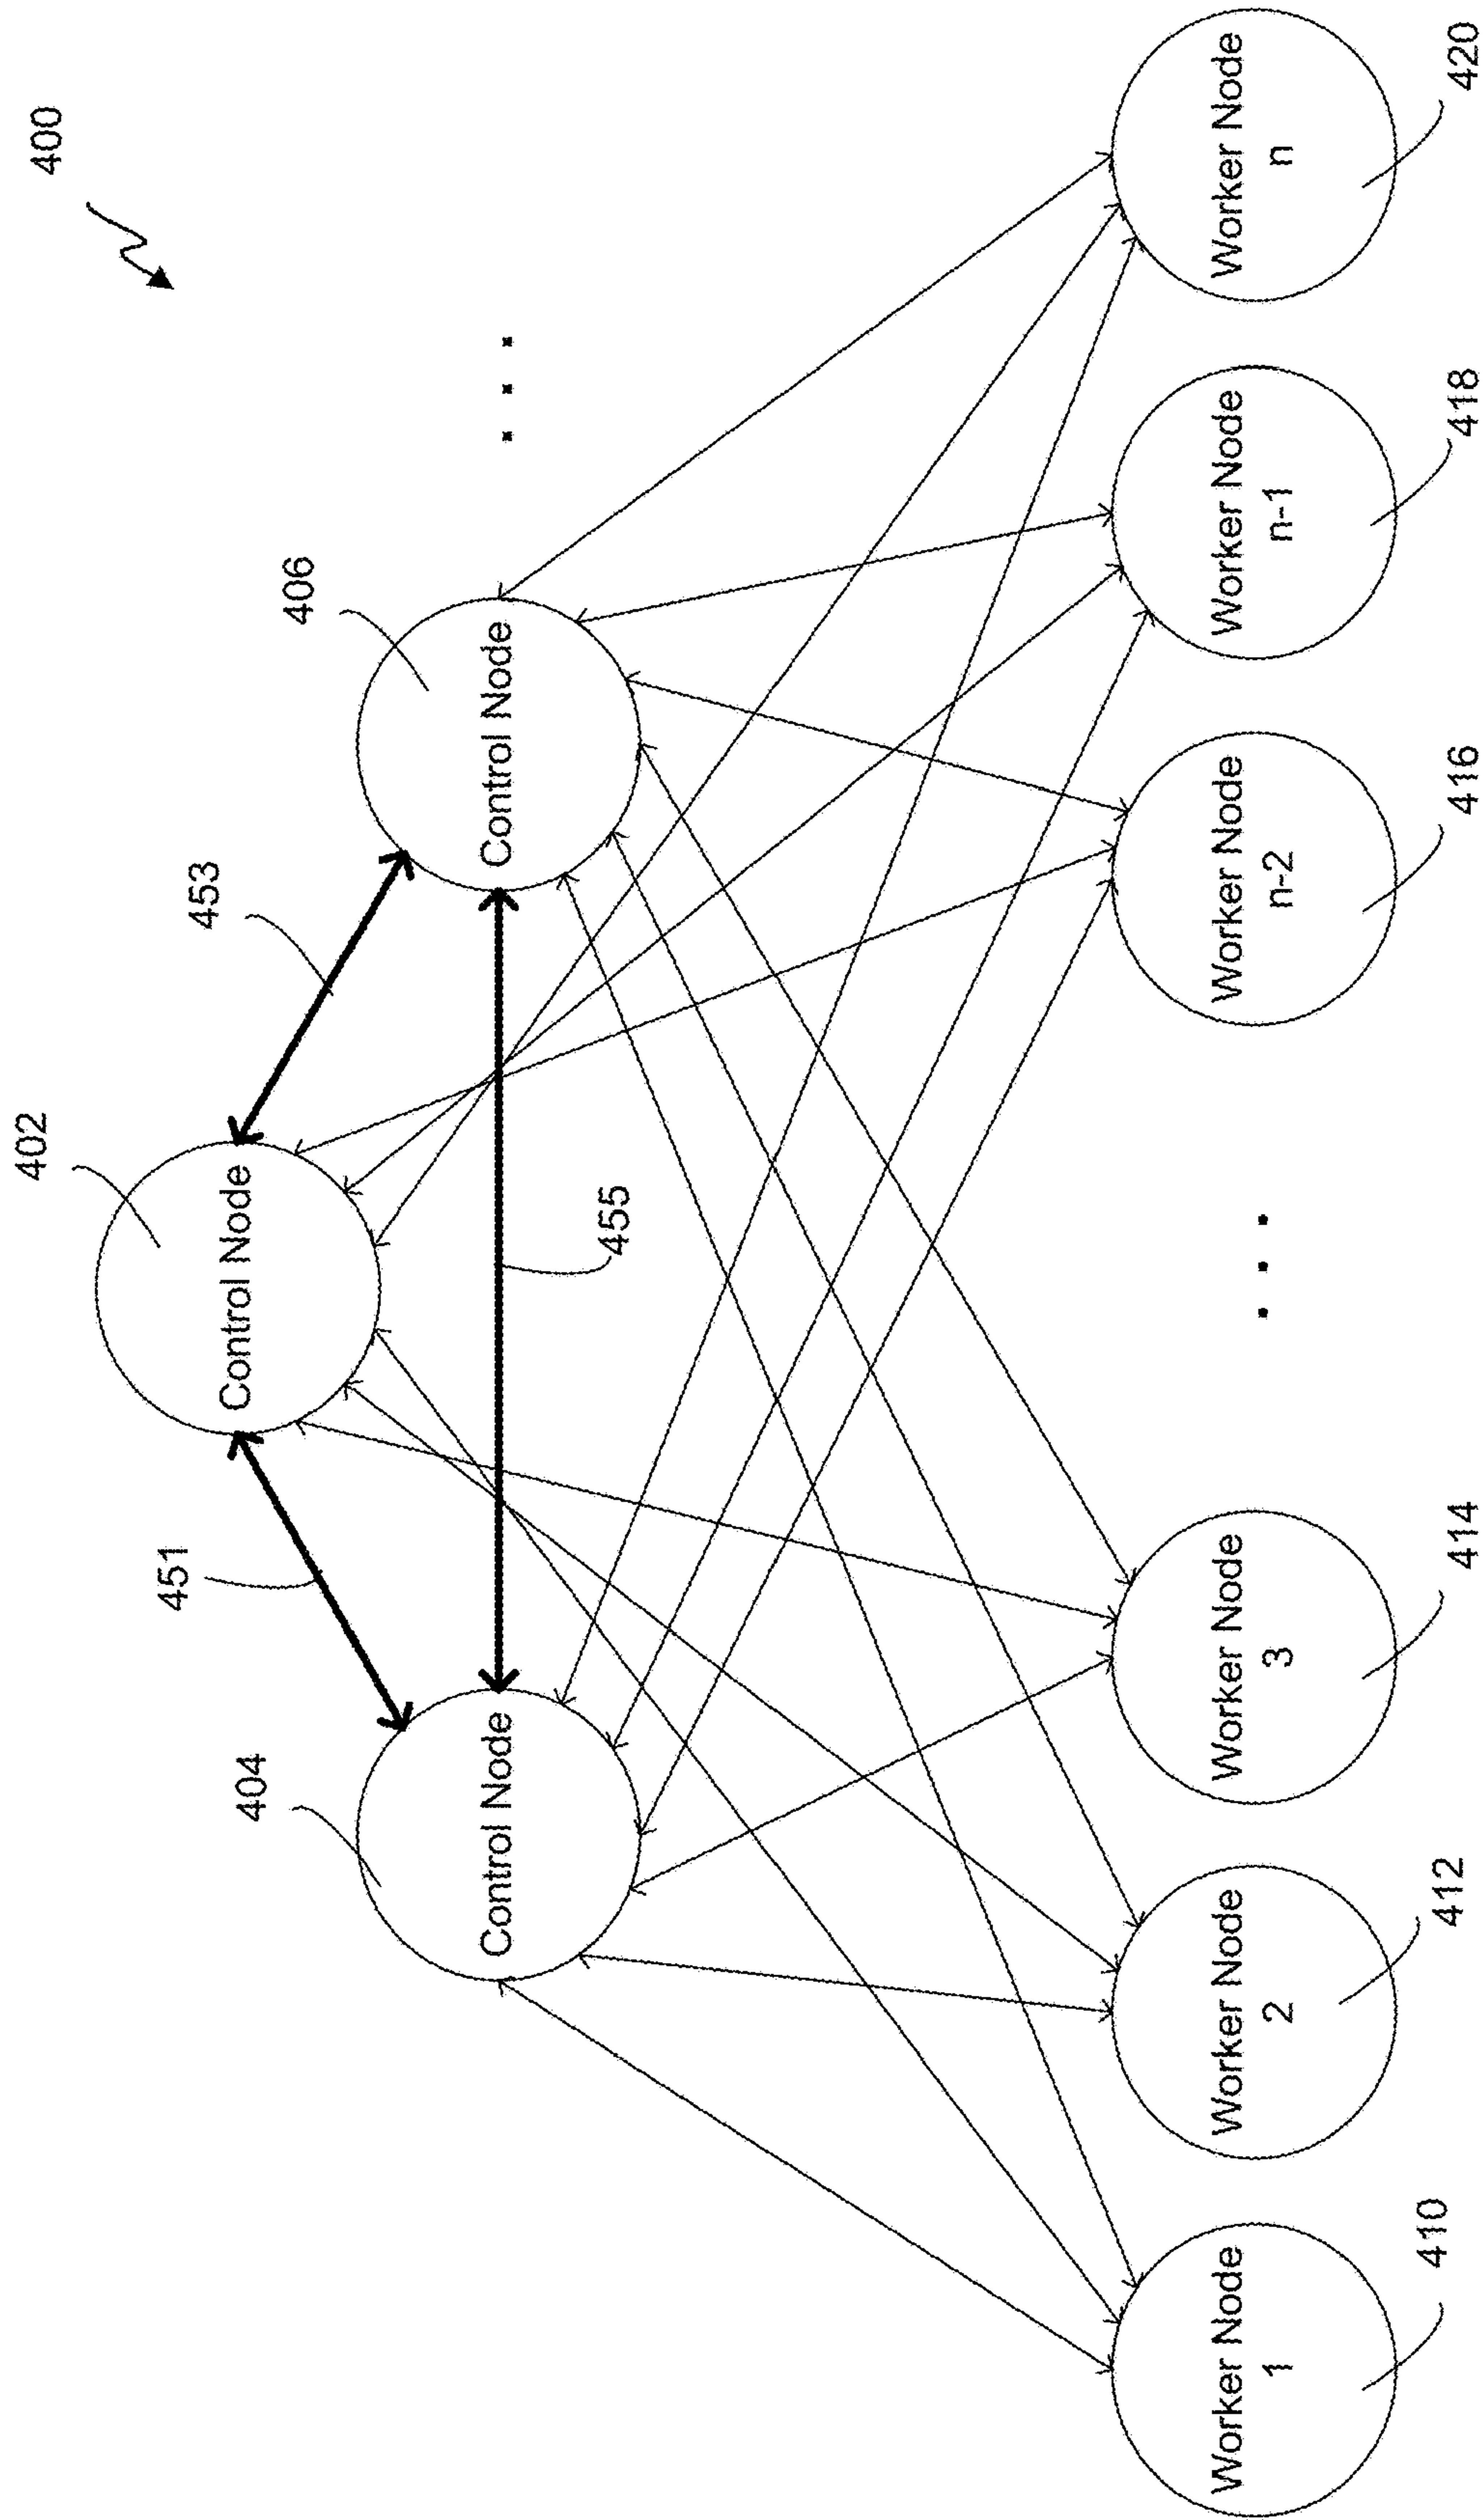 400
402
Control Node
451
453
404
Control Node
406
Control Node
. . .
455
Worker Node
1
410
Worker Node
2
412
Worker Node
3
414
. . .
Worker Node
n-2
416
Worker Node
n-1
418
Worker Node
n
420